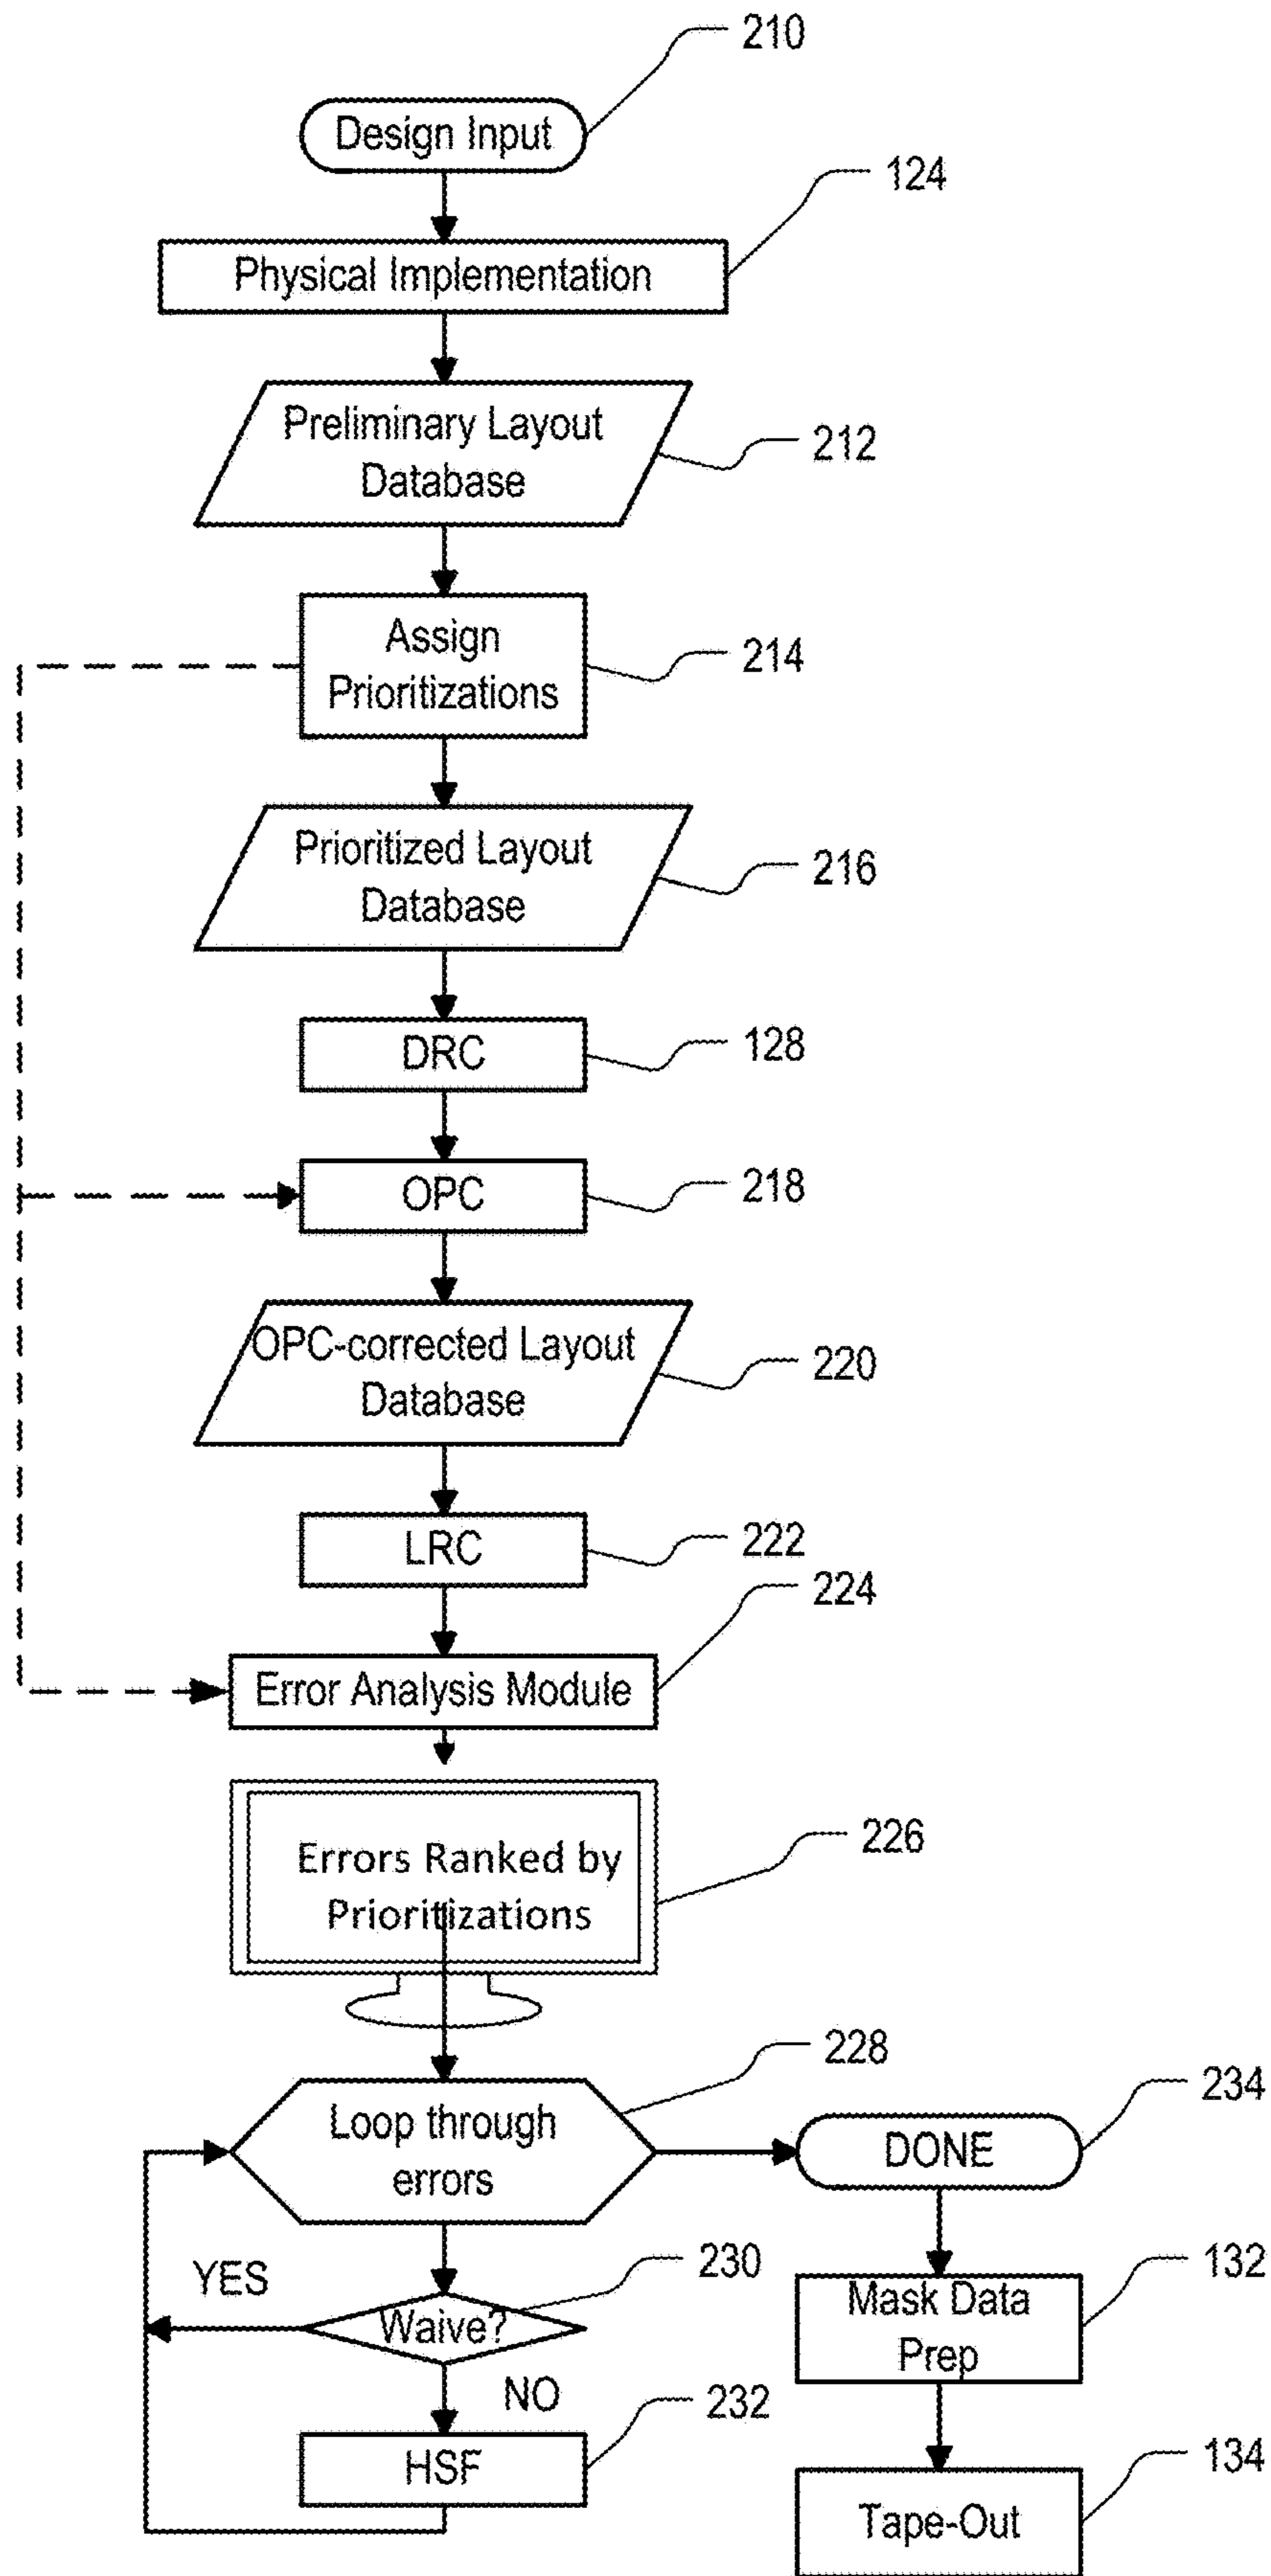 210
Design Input
124
Physical Implementation
Preliminary Layout
Database
212
Assign
Prioritizations
214
Prioritized Layout
Database
216
DRC
128
OPC
218
OPC-corrected Layout
Database
220
LRC
222
224
Error Analysis Module
Errors Ranked by
Prioritizations
226
228
Loop through
errors
234
DONE
YES
230
Waive?
132
Mask Data
Prep
NO
232
HSF
134
Tape-Out